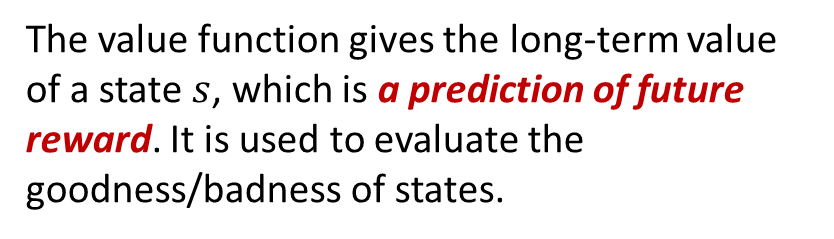 The value function gives the long-term value
of a state s, which is a prediction of future
reward. It is used to evaluate the
goodness/badness of states.